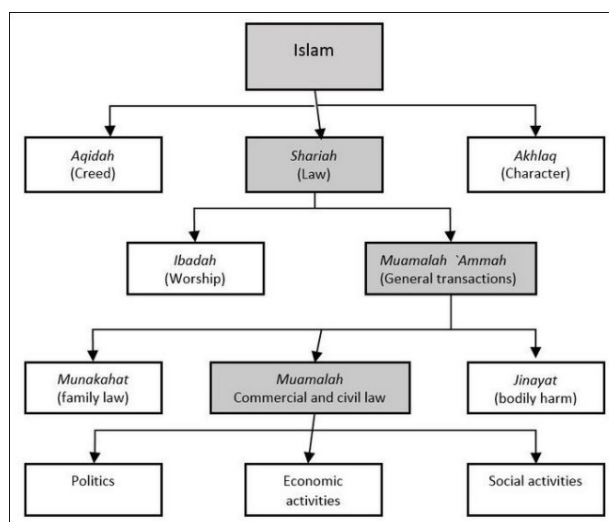 Islam
Aqidah
(Creed)
Shariah
(Law)
Akhlaq
(Character)
Ibadah
(Worship)
Muamalah `Ammah
(General transactions)
Munakahat
(family law)
Muamalah
Commercial and civil law
Jinayat
(bodily harm)
Politics
Economic
activities
Social activities